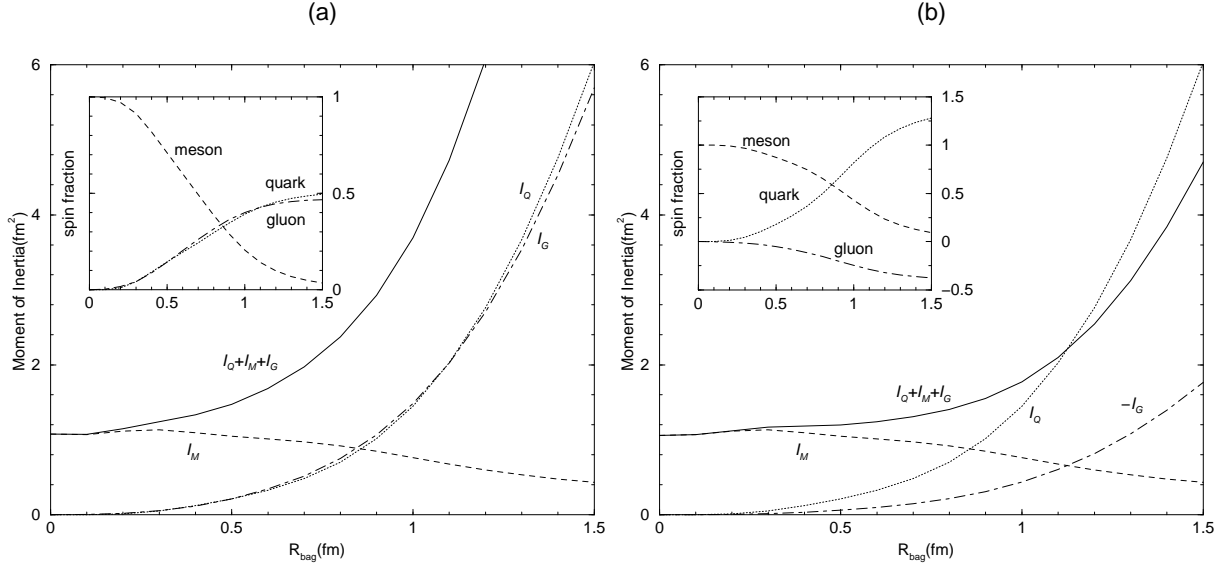 (a)
Moment of Inertia(fm²)
6
4
2
0
0
0.5
1
1.5
R_bag(fm)
I_Q+I_M+I_G
I_M
I_Q
I_G
spin fraction
meson
quark
gluon
1
0.5
0
0
0.5
1
1.5
(b)
Moment of Inertia(fm²)
6
4
2
0
0
0.5
1
1.5
R_bag(fm)
I_Q+I_M+I_G
I_M
I_Q
−I_G
spin fraction
meson
quark
gluon
1.5
1
0.5
0
−0.5
0
0.5
1
1.5